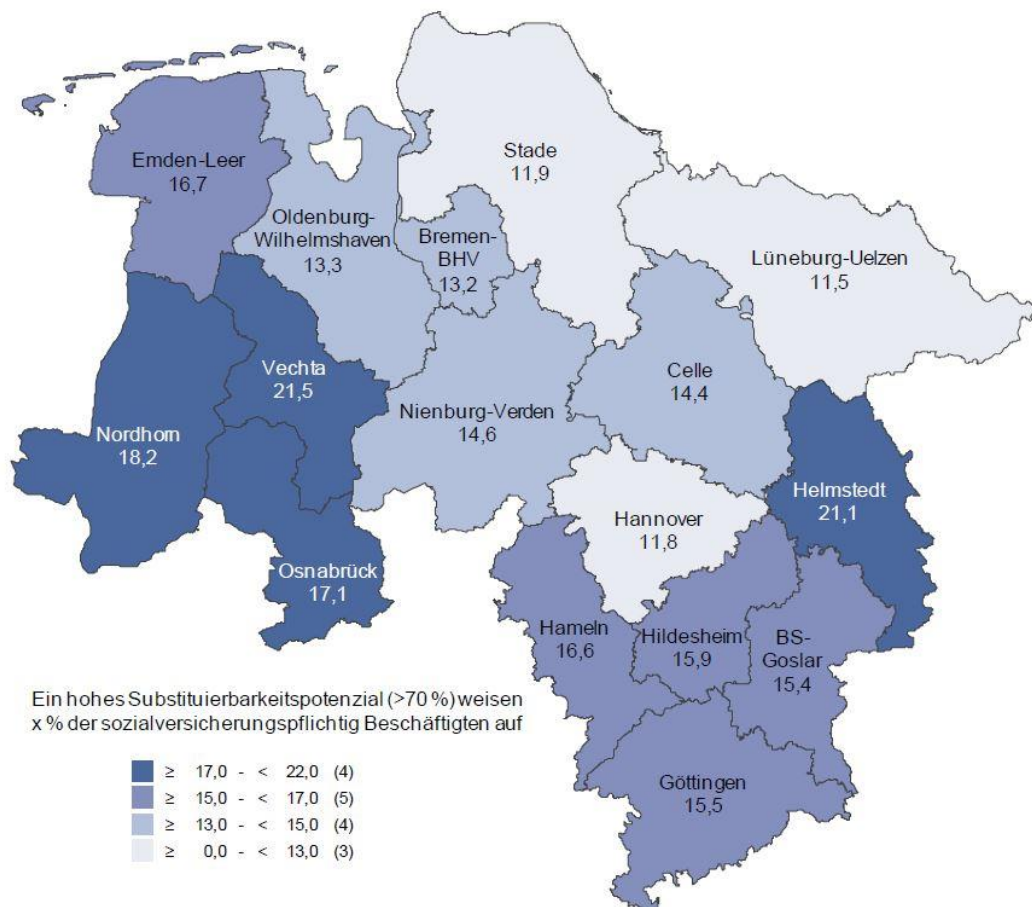 Emden-Leer
16,7
Oldenburg-
Wilhelmshaven
13,3
Bremen-
BHV
13,2
Stade
11,9
Lüneburg-Uelzen
11,5
Vechta
21,5
Nordhorn
18,2
Nienburg-Verden
14,6
Celle
14,4
Helmstedt
21,1
Hannover
11,8
Osnabrück
17,1
Hameln
16,6
Hildesheim
15,9
BS-
Goslar
15,4
Göttingen
15,5
Ein hohes Substituierbarkeitspotenzial (>70 %) weisen
x % der sozialversicherungspflichtig Beschäftigten auf
≥ 17,0 - < 22,0 (4)
≥ 15,0 - < 17,0 (5)
≥ 13,0 - < 15,0 (4)
≥ 0,0 - < 13,0 (3)